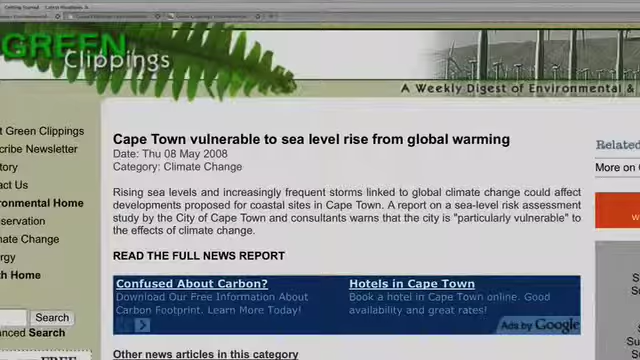 GREEN
Clippings
A Weekly Digest of Environmental &
t Green Clippings
cribe Newsletter
tory
act Us
ronmental Home
servation
mate Change
rgy
th Home
Search
anced Search
FREE
Cape Town vulnerable to sea level rise from global warming
Date: Thu 08 May 2008
Category: Climate Change
Rising sea levels and increasingly frequent storms linked to global climate change could affect
developments proposed for coastal sites in Cape Town. A report on a sea-level risk assessment
study by the City of Cape Town and consultants warns that the city is "particularly vulnerable" to
the effects of climate change.
READ THE FULL NEWS REPORT
Confused About Carbon?
Download Our Free Information About
Carbon Footprint. Learn More Today!
Hotels in Cape Town
Book a hotel in Cape Town online. Good
availability and great rates!
Ads by Google
Other news articles in this category
Related
More on
w
S
Su
Su